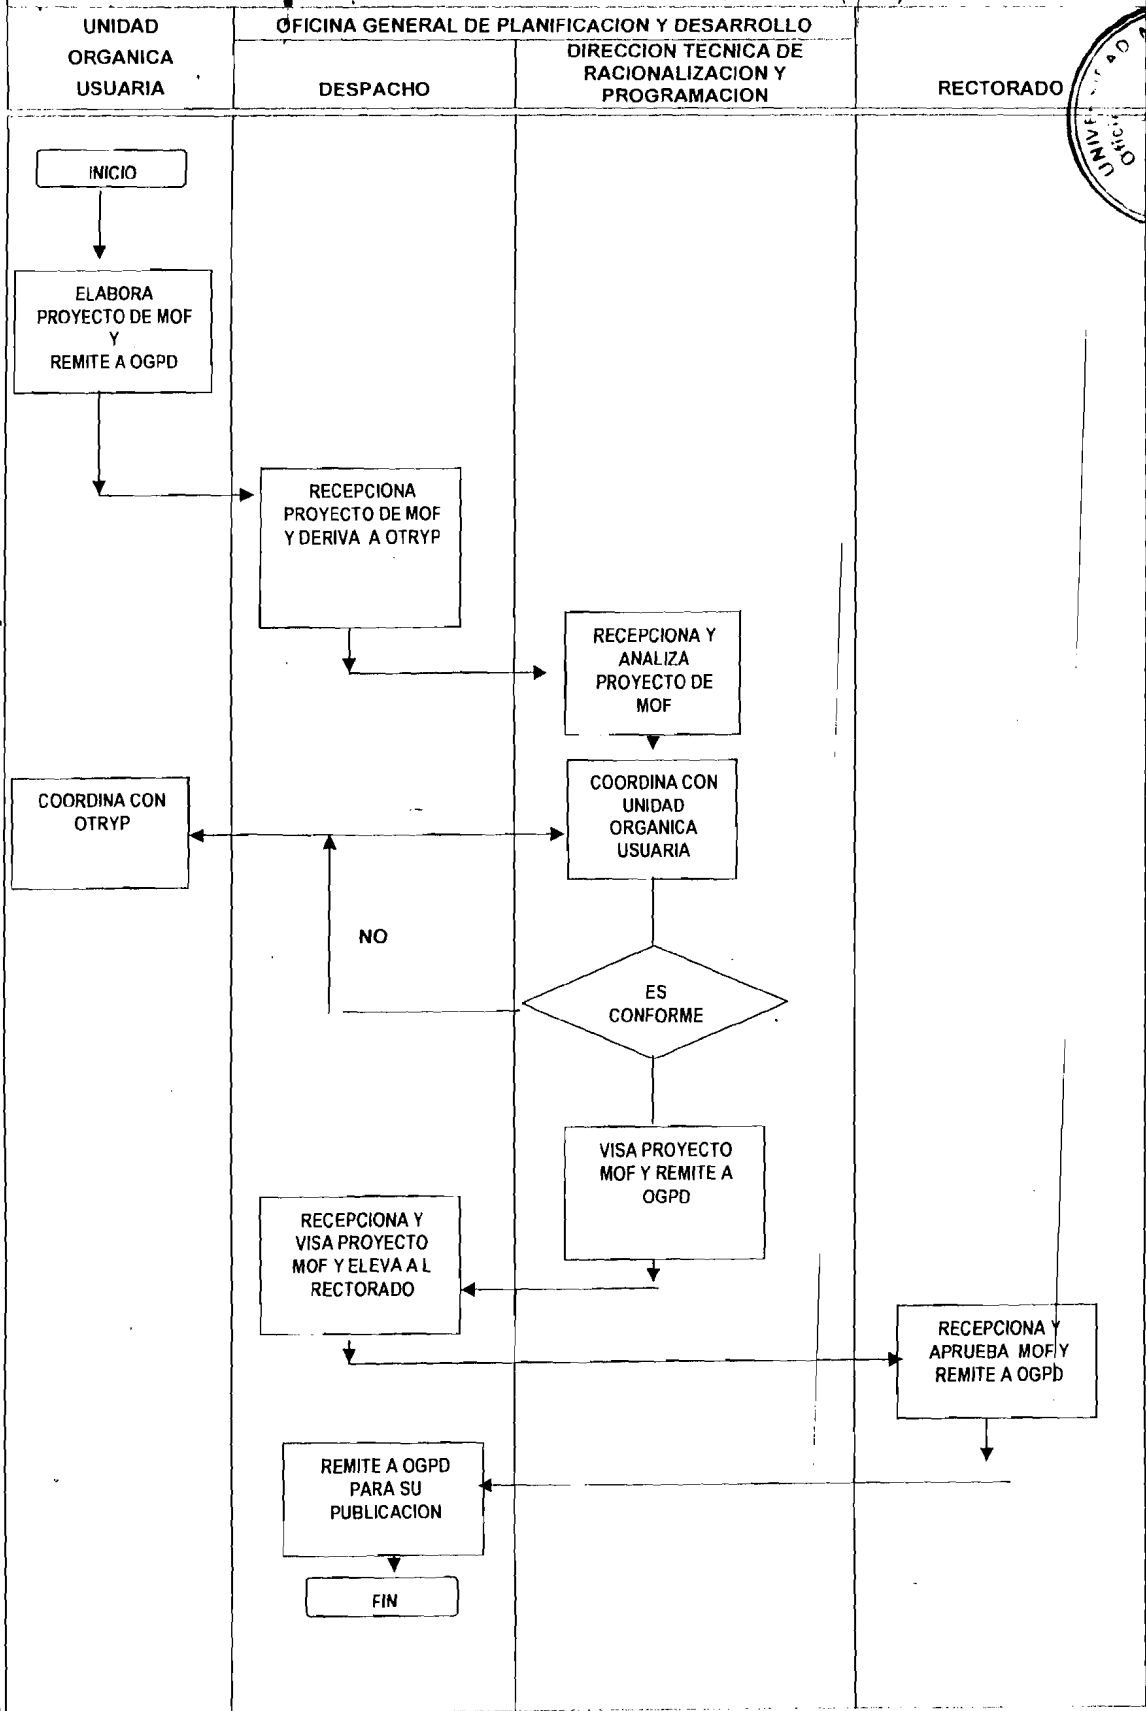 UNIDAD
ORGANICA
USUARIA
OFICINA GENERAL DE PLANIFICACION Y DESARROLLO
DESPACHO
DIRECCION TECNICA DE
RACIONALIZACION Y
PROGRAMACION
RECTORADO
INICIO
ELABORA
PROYECTO DE MOF
Y
REMITE A OGPD
RECEPCIONA
PROYECTO DE MOF
Y DERIVA A OTRYP
RECEPCIONA Y
ANALIZA
PROYECTO DE
MOF
COORDINA CON
OTRYP
COORDINA CON
UNIDAD
ORGANICA
USUARIA
NO
ES
CONFORME
VISA PROYECTO
MOF Y REMITE A
OGPD
RECEPCIONA Y
VISA PROYECTO
MOF Y ELEVA A L
RECTORADO
RECEPCIONA Y
APRUEBA MOF Y
REMITE A OGPD
REMITE A OGPD
PARA SU
PUBLICACION
FIN